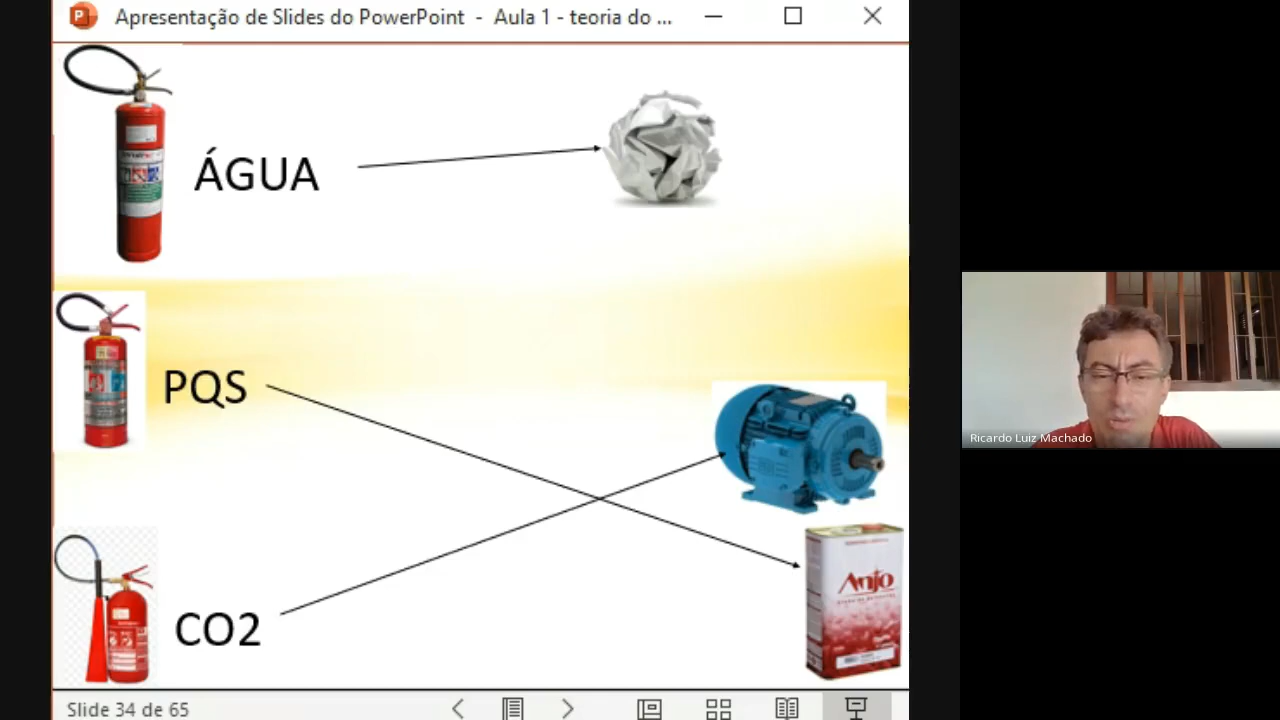 Apresentação de Slides do PowerPoint - Aula 1 - teoria do ...
ÁGUA
PQS
CO2
Anjo
Ricardo Luiz Machado
Slide 34 de 65